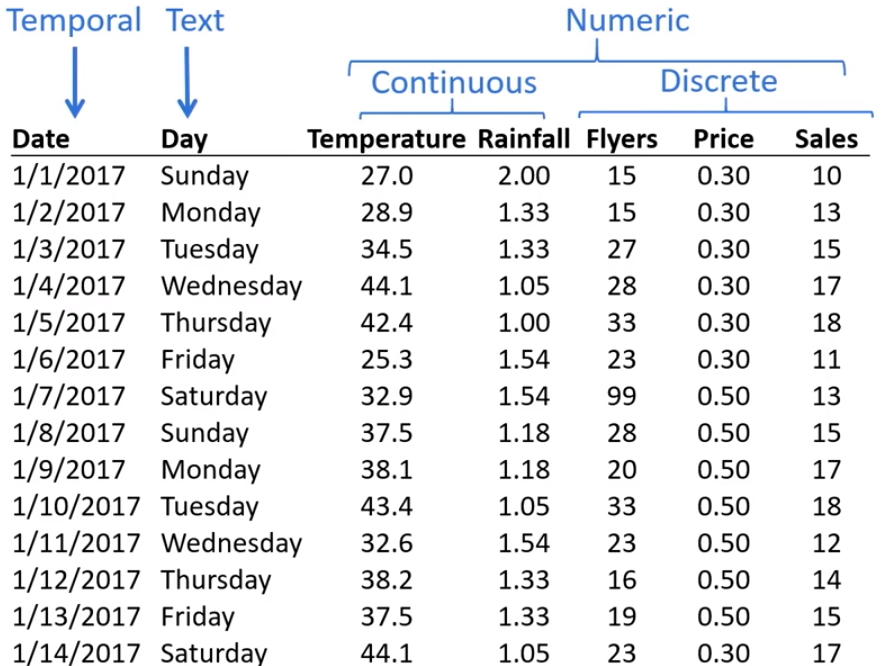 Temporal Text Numeric
Continuous Discrete
Date Day Temperature Rainfall Flyers Price Sales
1/1/2017 Sunday 27.0 2.00 15 0.30 10
1/2/2017 Monday 28.9 1.33 15 0.30 13
1/3/2017 Tuesday 34.5 1.33 27 0.30 15
1/4/2017 Wednesday 44.1 1.05 28 0.30 17
1/5/2017 Thursday 42.4 1.00 33 0.30 18
1/6/2017 Friday 25.3 1.54 23 0.30 11
1/7/2017 Saturday 32.9 1.54 99 0.50 13
1/8/2017 Sunday 37.5 1.18 28 0.50 15
1/9/2017 Monday 38.1 1.18 20 0.50 17
1/10/2017 Tuesday 43.4 1.05 33 0.50 18
1/11/2017 Wednesday 32.6 1.54 23 0.50 12
1/12/2017 Thursday 38.2 1.33 16 0.50 14
1/13/2017 Friday 37.5 1.33 19 0.50 15
1/14/2017 Saturday 44.1 1.05 23 0.30 17